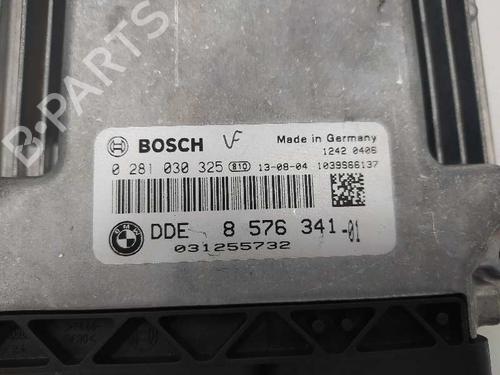 BOSCH VF Made in Germany
1242 0406
0 281 030 325 810 13-08-04 1039S66137
DDE 8 576 341-01
031255732
B-PARTS